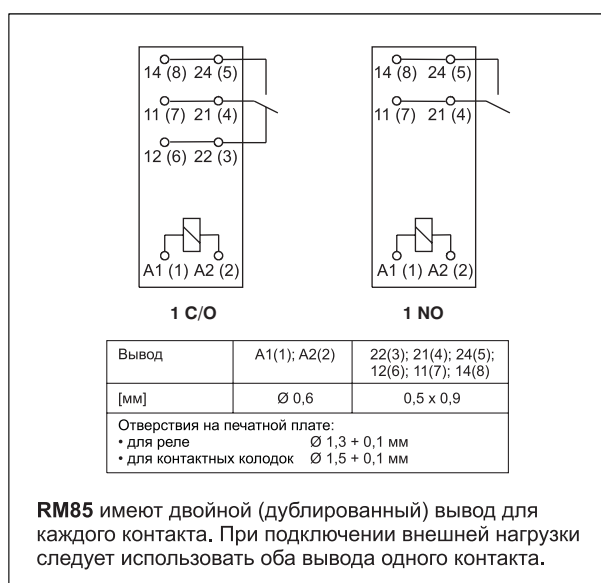 14 (8) 24 (5)
11 (7) 21 (4)
12 (6) 22 (3)
A1 (1) A2 (2)
1 C/O
14 (8) 24 (5)
11 (7) 21 (4)
A1 (1) A2 (2)
1 NO
Вывод A1(1); A2(2) 22(3); 21(4); 24(5);
12(6); 11(7); 14(8)
[мм] Ø 0,6 0,5 x 0,9
Отверстия на печатной плате:
• для реле Ø 1,3 + 0,1 мм
• для контактных колодок Ø 1,5 + 0,1 мм
RM85 имеют двойной (дублированный) вывод для
каждого контакта. При подключении внешней нагрузки
следует использовать оба вывода одного контакта.